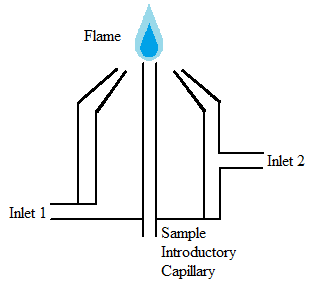 Flame
Inlet 2
Inlet 1
Sample
Introductory
Capillary